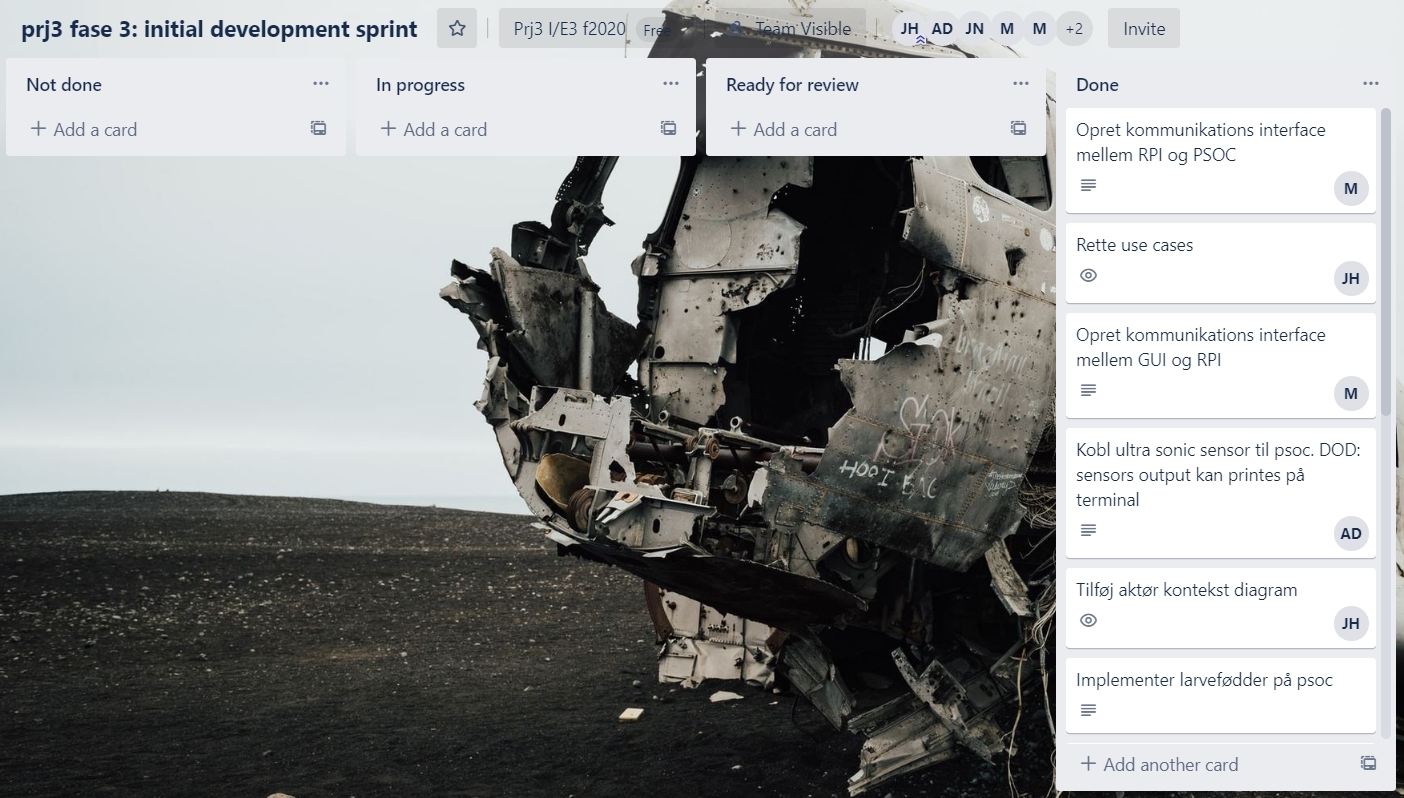 prj3 fase 3: initial development sprint
Prj3 I/E3 f2020 Free Team Visible JH AD JN M M +2 Invite
Not done
Add a card
In progress
Add a card
Ready for review
Add a card
Done
Opret kommunikations interface
mellem RPI og PSOC
M
Rette use cases
JH
Opret kommunikations interface
mellem GUI og RPI
M
Kobl ultra sonic sensor til psoc. DOD:
sensors output kan printes på
terminal
AD
Tilføj aktør kontekst diagram
JH
Implementer larvefødder på psoc
Add another card